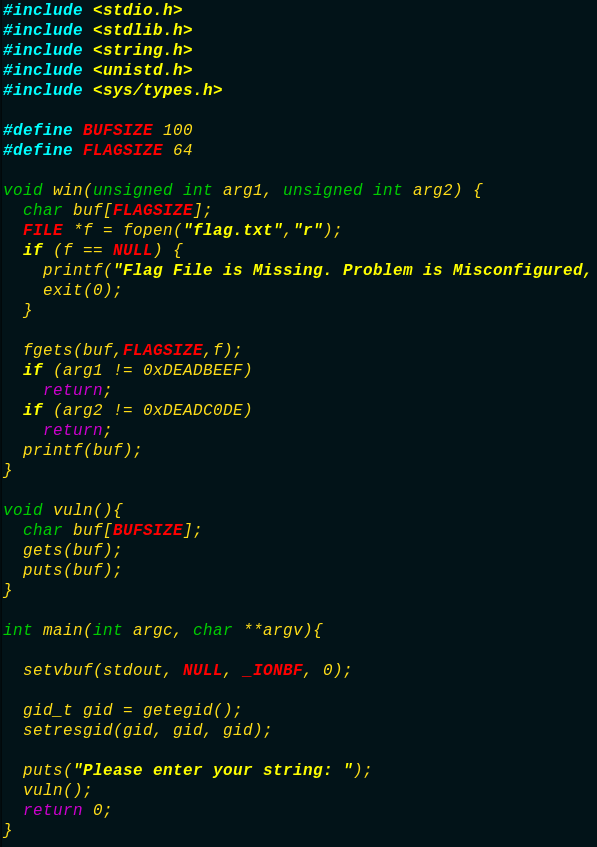 #include <stdio.h>
#include <stdlib.h>
#include <string.h>
#include <unistd.h>
#include <sys/types.h>

#define BUFSIZE 100
#define FLAGSIZE 64

void win(unsigned int arg1, unsigned int arg2) {
  char buf[FLAGSIZE];
  FILE *f = fopen("flag.txt","r");
  if (f == NULL) {
    printf("Flag File is Missing. Problem is Misconfigured,
    exit(0);
  }

  fgets(buf,FLAGSIZE,f);
  if (arg1 != 0xDEADBEEF)
    return;
  if (arg2 != 0xDEADC0DE)
    return;
  printf(buf);
}

void vuln(){
  char buf[BUFSIZE];
  gets(buf);
  puts(buf);
}

int main(int argc, char **argv){

  setvbuf(stdout, NULL, _IONBF, 0);

  gid_t gid = getegid();
  setresgid(gid, gid, gid);

  puts("Please enter your string: ");
  vuln();
  return 0;
}